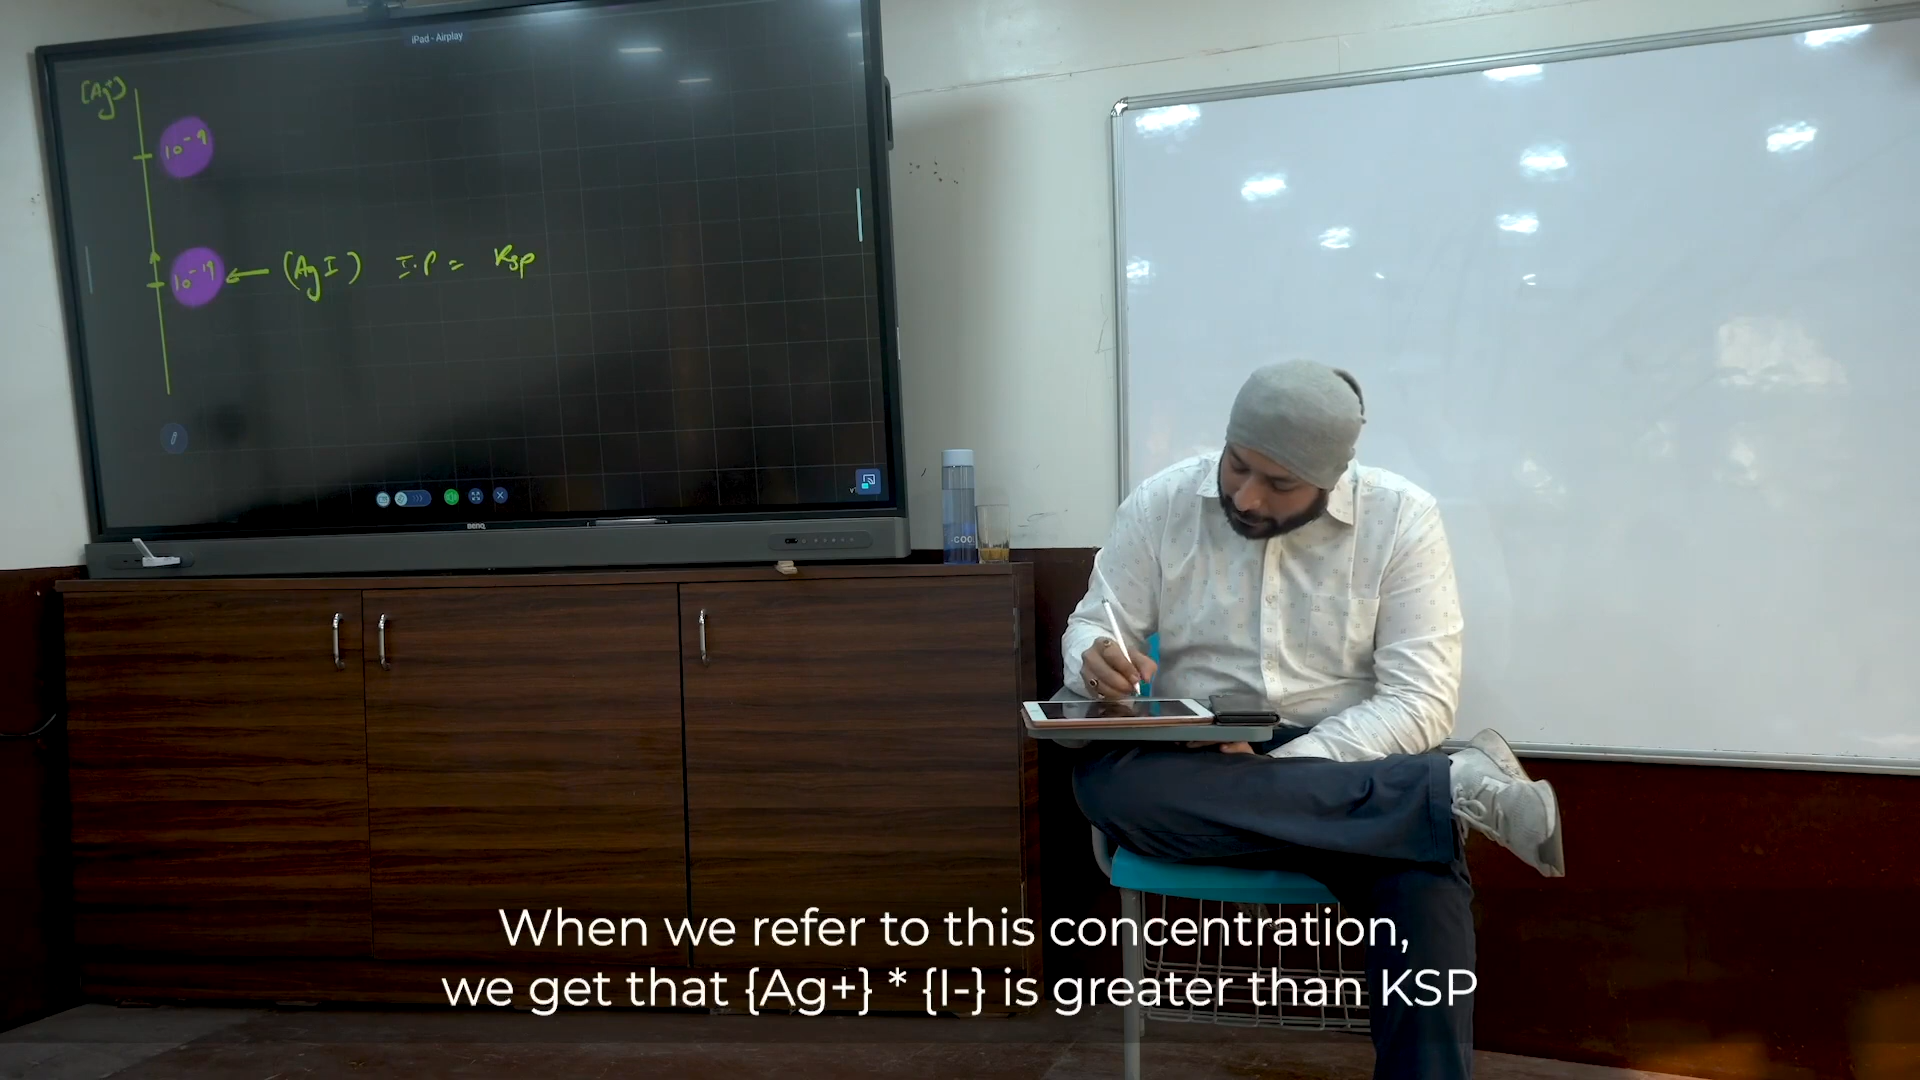 iPad - Airplay
[Ag+]
10⁻⁹
10⁻¹⁹ ← (AgI) I.P = Ksp
BENQ
When we refer to this concentration,
we get that {Ag+} * {I-} is greater than KSP